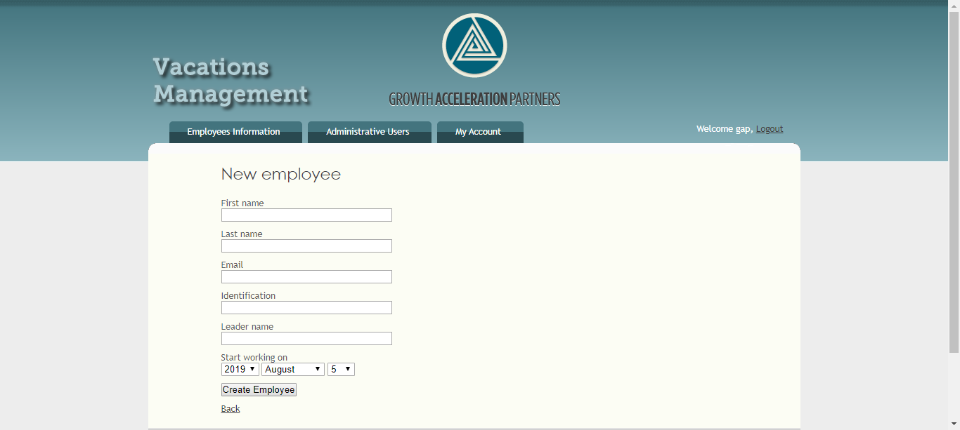 Vacations
Management
GROWTH ACCELERATION PARTNERS
Employees Information Administrative Users My Account
Welcome gap, Logout
New employee
First name
Last name
Email
Identification
Leader name
Start working on
2019 August 5
Create Employee
Back